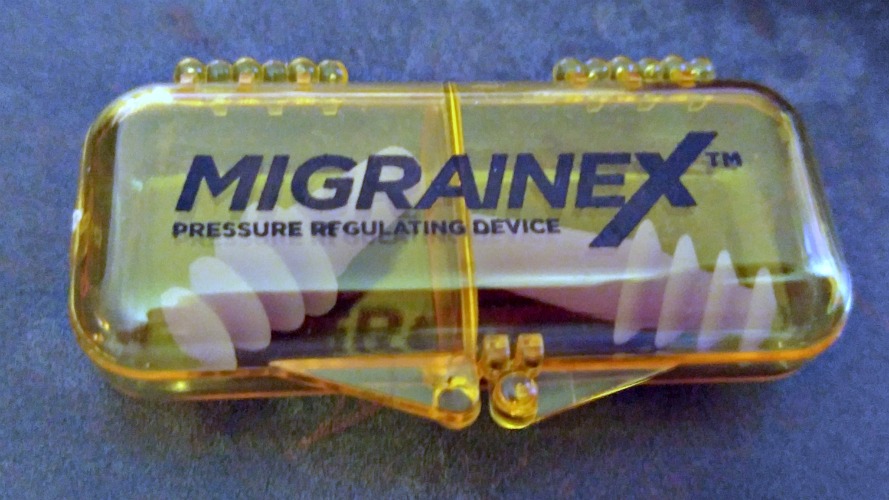 MIGRAINEX™
PRESSURE REGULATING DEVICE